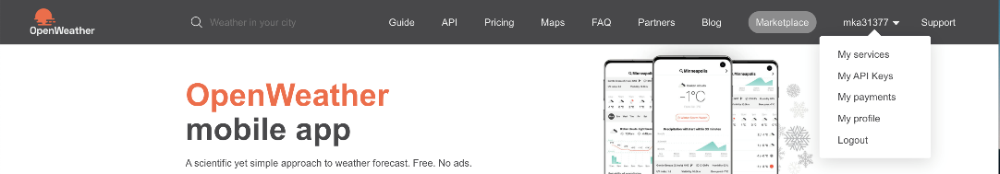 OpenWeather
Weather in your city
Guide
API
Pricing
Maps
FAQ
Partners
Blog
Marketplace
mka31377
Support
My services
My API Keys
My payments
My profile
Logout
OpenWeather
mobile app
A scientific yet simple approach to weather forecast. Free. No ads.
Minneapolis
Minneapolis
Minneapolis
-1°C